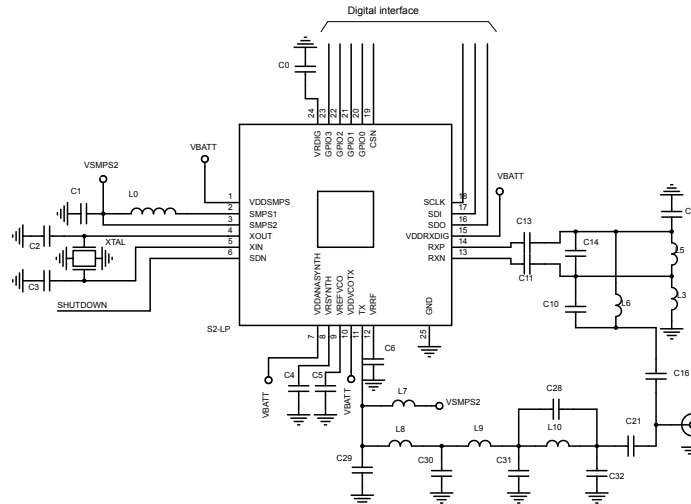 Digital interface
C0
24 23 22 21 20 19
VRDIG GPIO3 GPIO2 GPIO1 GPIO0 CSN
VBATT
VSMPS2
C1
L0
1 VDDSMPS
2 SMPS1
3 SMPS2
4 XOUT
5 XIN
6 SDN
C2
XTAL
C3
SHUTDOWN
SCLK 18
SDI 17
SDO 16
VDDRXDIG 15
RXP 14
RXN 13
VBATT
C13
C11
C14
C10
L6
C
L5
L3
C16
S2-LP
VDDANASYNTH VRSYNTH VREFVCO VDDVCOTX TX VRRF GND
7 8 9 10 11 12 25
VBATT
C4
C5
VBATT
C6
L7
VSMPS2
C28
L8
L9
L10
C21
C29
C30
C31
C32